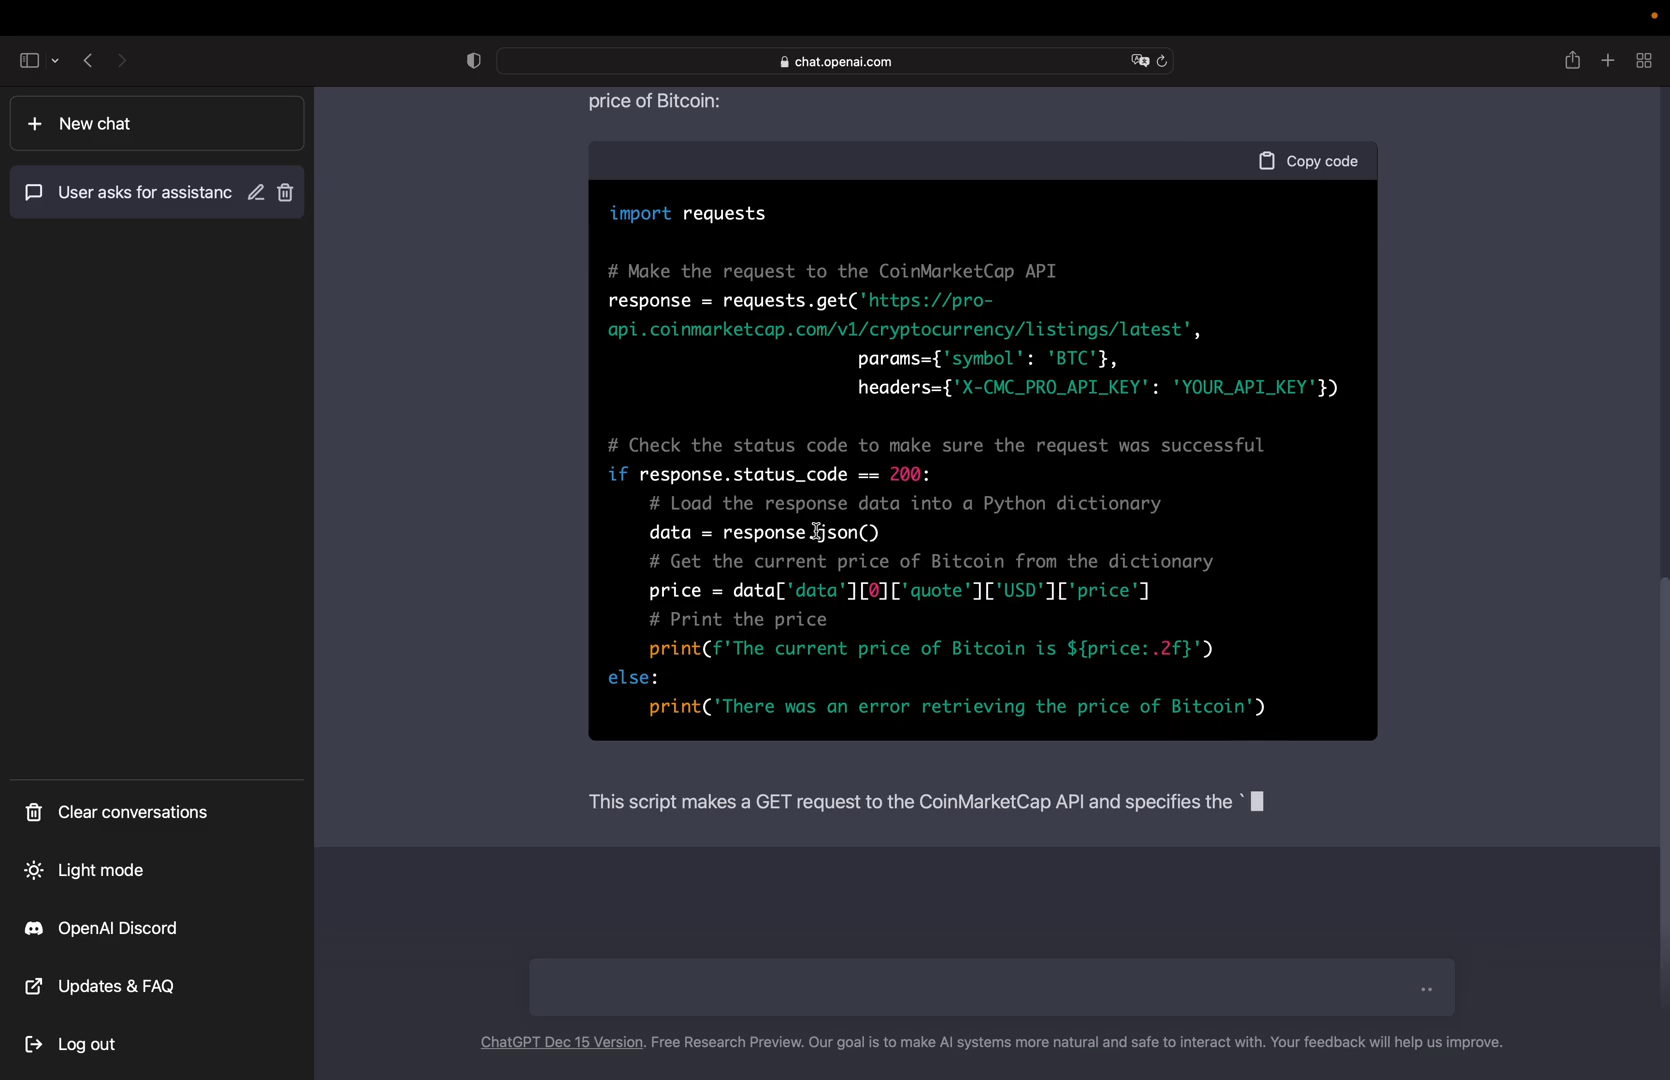 chat.openai.com
New chat
User asks for assistanc
price of Bitcoin:
Copy code
import requests
# Make the request to the CoinMarketCap API
response = requests.get('https://pro-
api.coinmarketcap.com/v1/cryptocurrency/listings/latest',
params={'symbol': 'BTC'},
headers={'X-CMC_PRO_API_KEY': 'YOUR_API_KEY'})
# Check the status code to make sure the request was successful
if response.status_code == 200:
# Load the response data into a Python dictionary
data = response.json()
# Get the current price of Bitcoin from the dictionary
price = data['data'][0]['quote']['USD']['price']
# Print the price
print(f'The current price of Bitcoin is ${price:.2f}')
else:
print('There was an error retrieving the price of Bitcoin')
This script makes a GET request to the CoinMarketCap API and specifies the `
Clear conversations
Light mode
OpenAI Discord
Updates & FAQ
Log out
ChatGPT Dec 15 Version. Free Research Preview. Our goal is to make AI systems more natural and safe to interact with. Your feedback will help us improve.